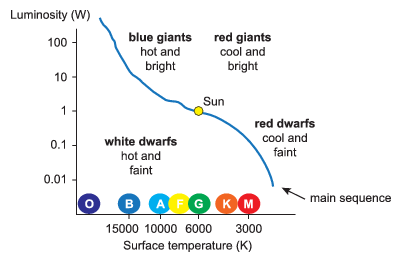 Luminosity (W)
blue giants
hot and
bright
red giants
cool and
bright
100
10
1
0.1
0.01
Sun
red dwarfs
cool and
faint
white dwarfs
hot and
faint
main sequence
O B A F G K M
15000 10000 6000 3000
Surface temperature (K)